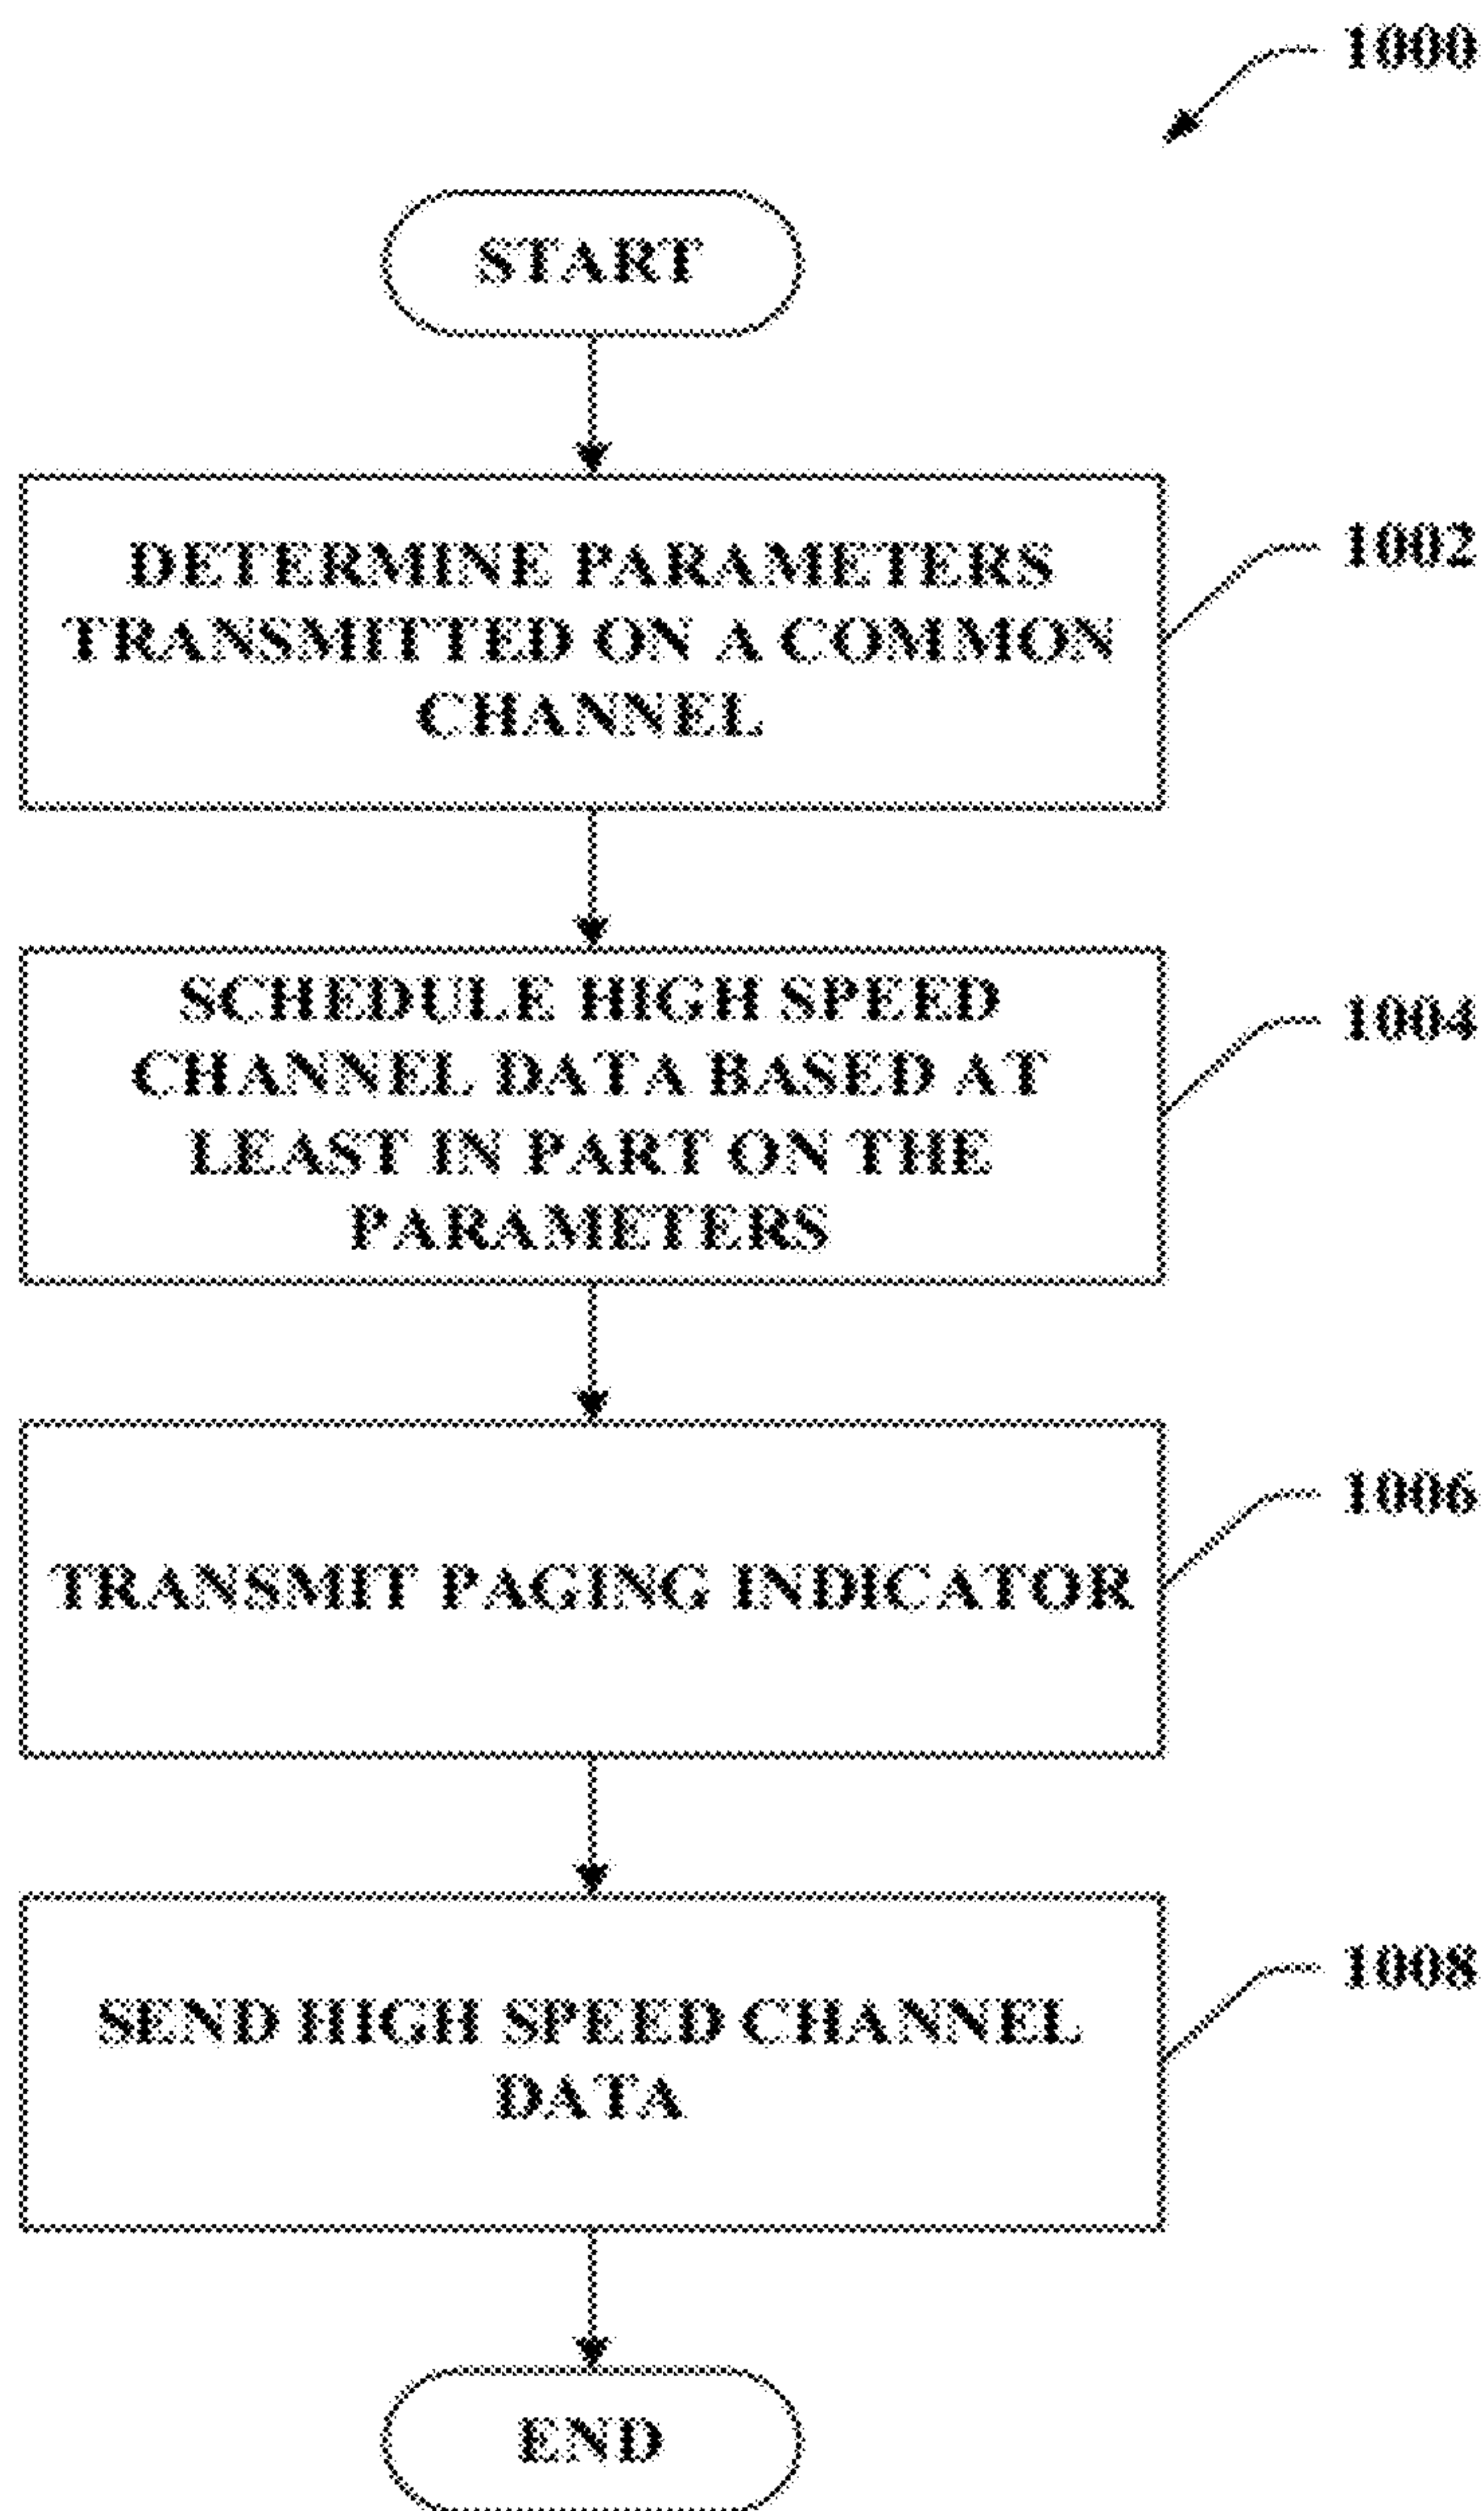 1000
START
DETERMINE PARAMETERS
TRANSMITTED ON A COMMON
CHANNEL
1002
SCHEDULE HIGH SPEED
CHANNEL DATA BASED AT
LEAST IN PART ON THE
PARAMETERS
1004
TRANSMIT PAGING INDICATOR
1006
SEND HIGH SPEED CHANNEL
DATA
1008
END